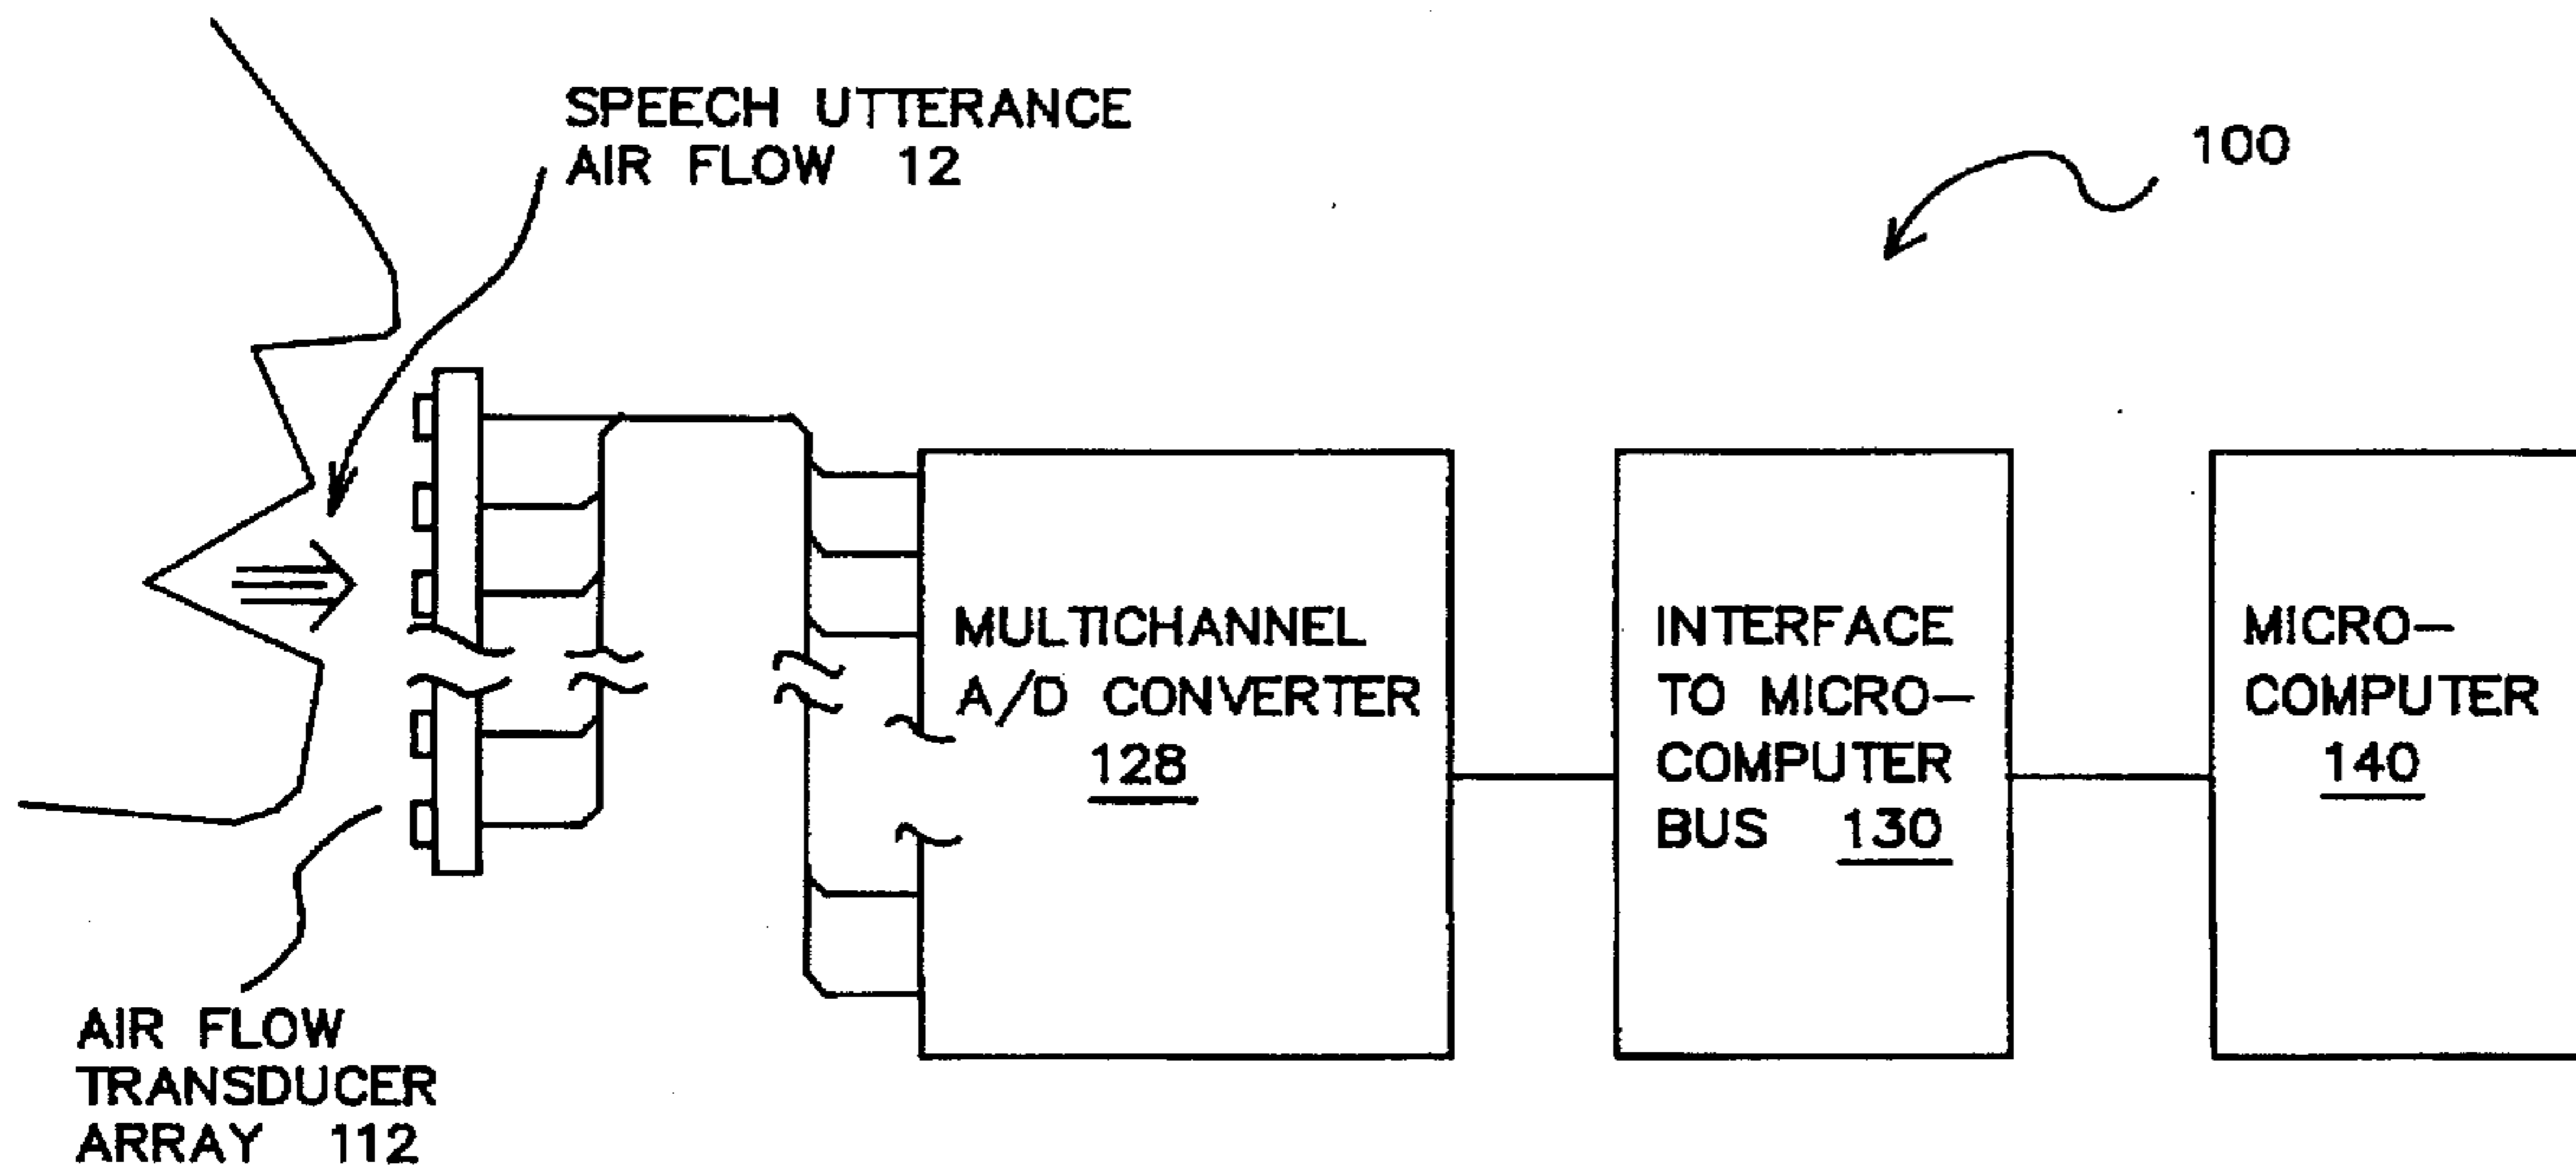 SPEECH UTTERANCE
AIR FLOW 12
100
MULTICHANNEL
A/D CONVERTER
128
INTERFACE
TO MICRO-
COMPUTER
BUS 130
MICRO-
COMPUTER
140
AIR FLOW
TRANSDUCER
ARRAY 112